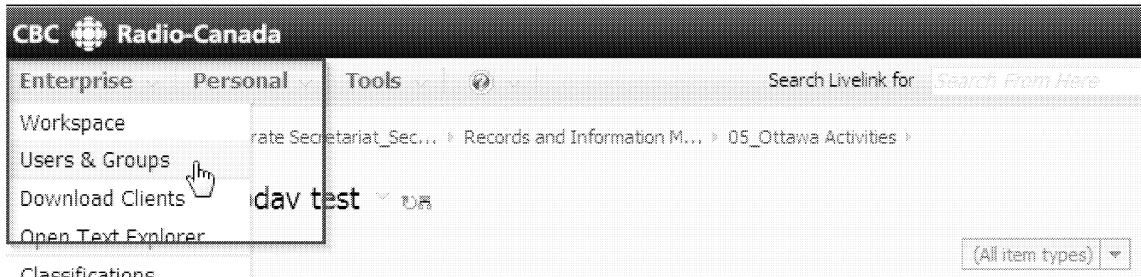 CBC Radio-Canada
Enterprise Personal Tools Search Livelink for Search From Here
Workspace
rate Secretariat_Sec... Records and Information M... 05_Ottawa Activities
Users & Groups
Download Clients
dav test
Open Text Explorer
(All item types)
Classifications